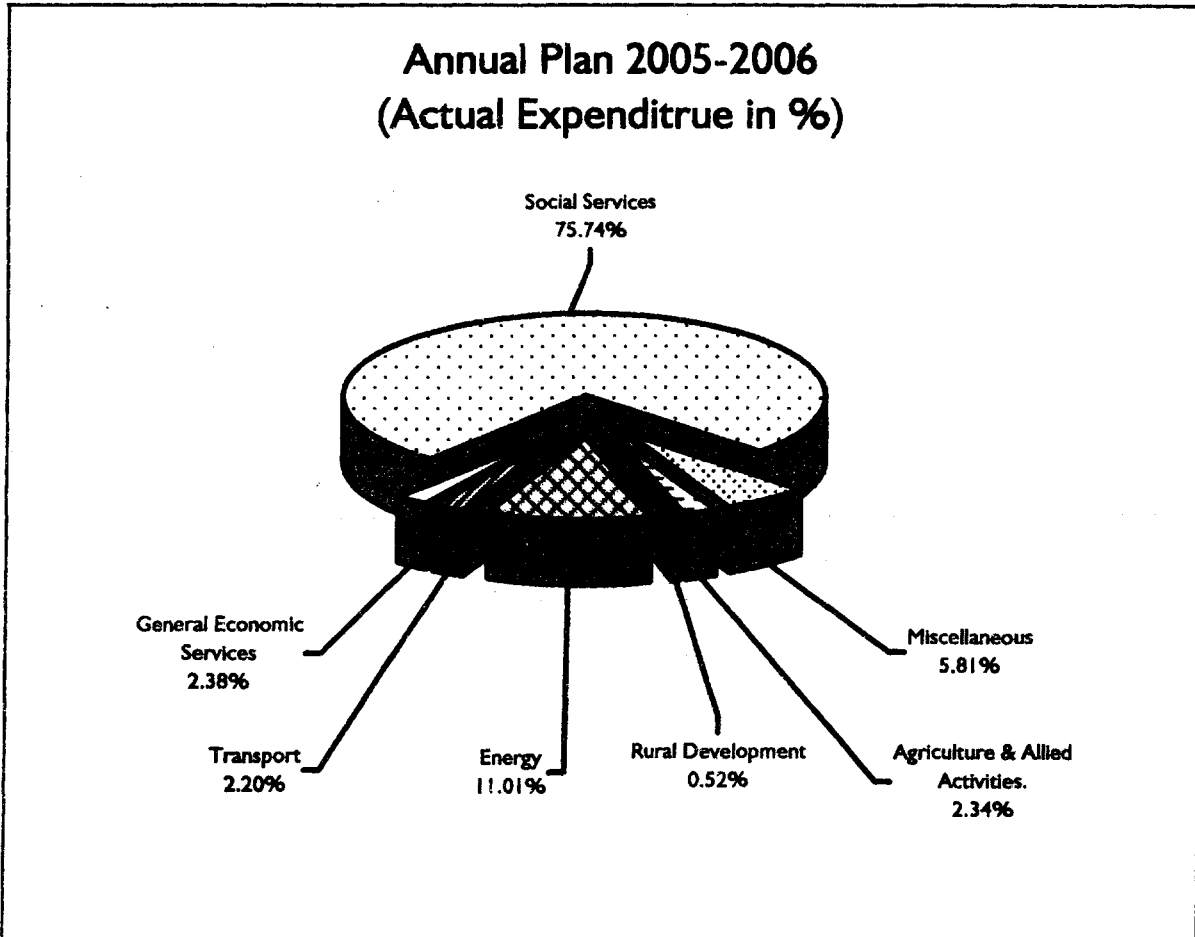 Annual Plan 2005-2006
(Actual Expenditrue in %)
Social Services
75.74%
General Economic
Services
2.38%
Miscellaneous
5.81%
Transport
2.20%
Energy
11.01%
Rural Development
0.52%
Agriculture & Allied
Activities.
2.34%